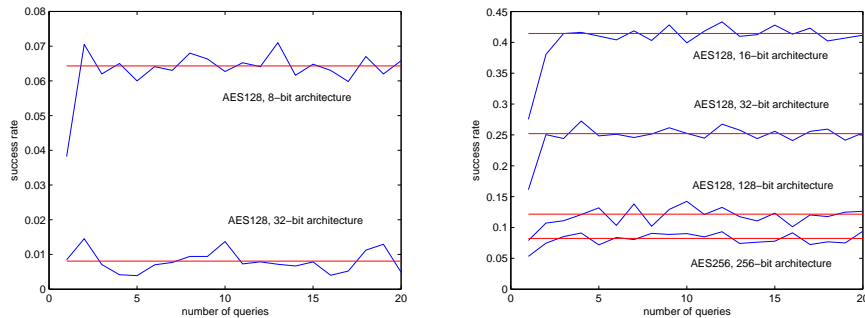 0.08
0.07
0.06
0.05
0.04
0.03
0.02
0.01
0
0
5
10
15
20
success rate
number of queries
AES128, 8−bit architecture
AES128, 32−bit architecture
0.45
0.4
0.35
0.3
0.25
0.2
0.15
0.1
0.05
0
0
5
10
15
20
success rate
number of queries
AES128, 16−bit architecture
AES128, 32−bit architecture
AES128, 128−bit architecture
AES256, 256−bit architecture